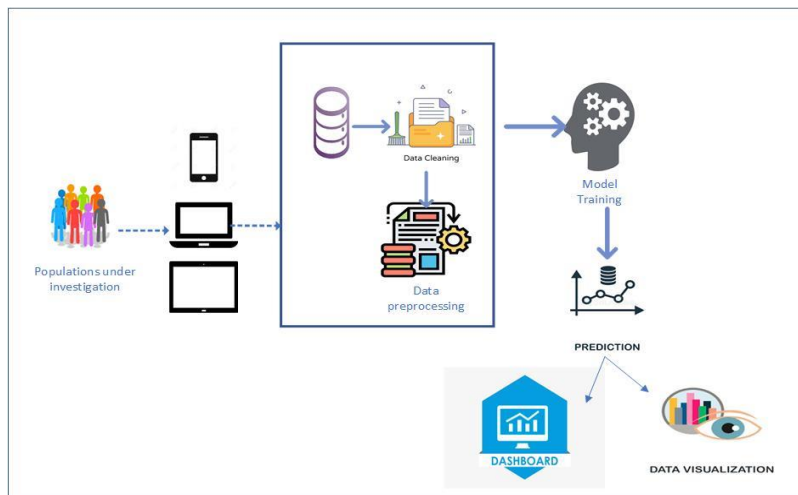 Data Cleaning
Model
Training
Populations under
investigation
Data
preprocessing
PREDICTION
DASHBOARD
DATA VISUALIZATION